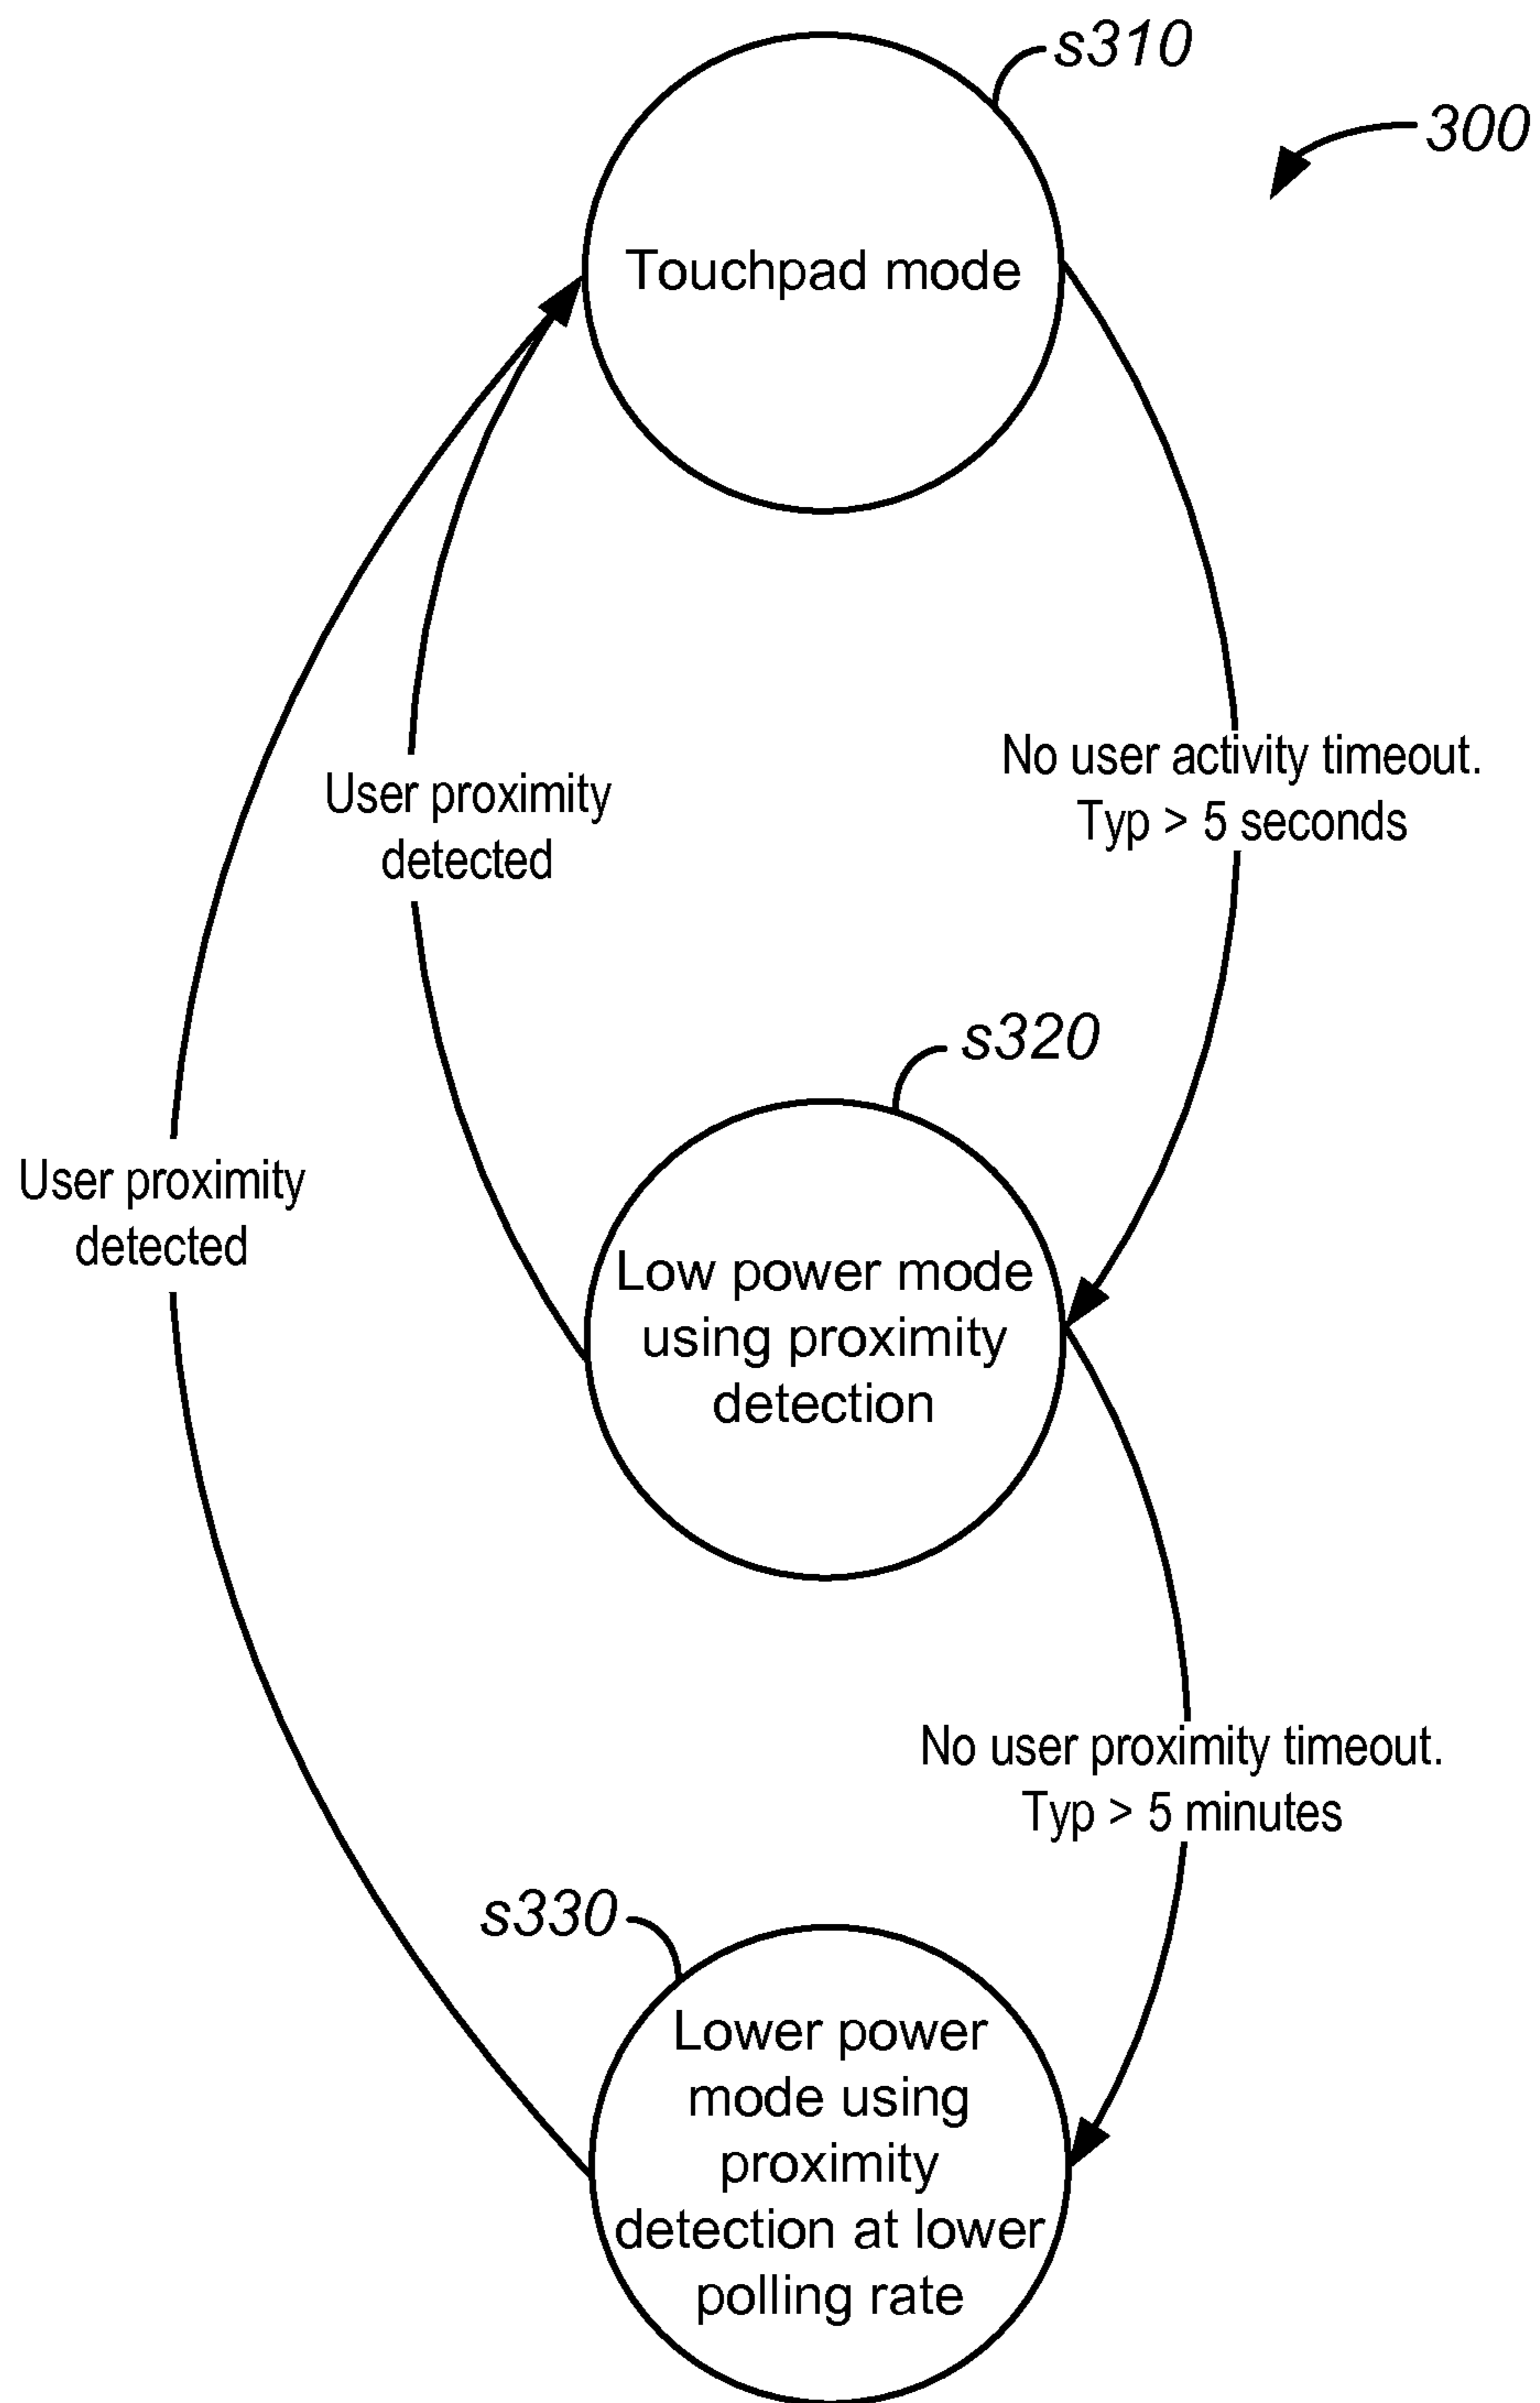 s310
300
Touchpad mode
No user activity timeout.
Typ > 5 seconds
User proximity
detected
s320
User proximity
detected
Low power mode
using proximity
detection
No user proximity timeout.
Typ > 5 minutes
s330
Lower power
mode using
proximity
detection at lower
polling rate